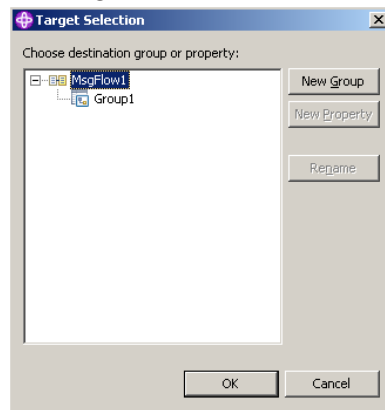 Target Selection
Choose destination group or property:
MsgFlow1
Group1
New Group
New Property
Rename
OK
Cancel